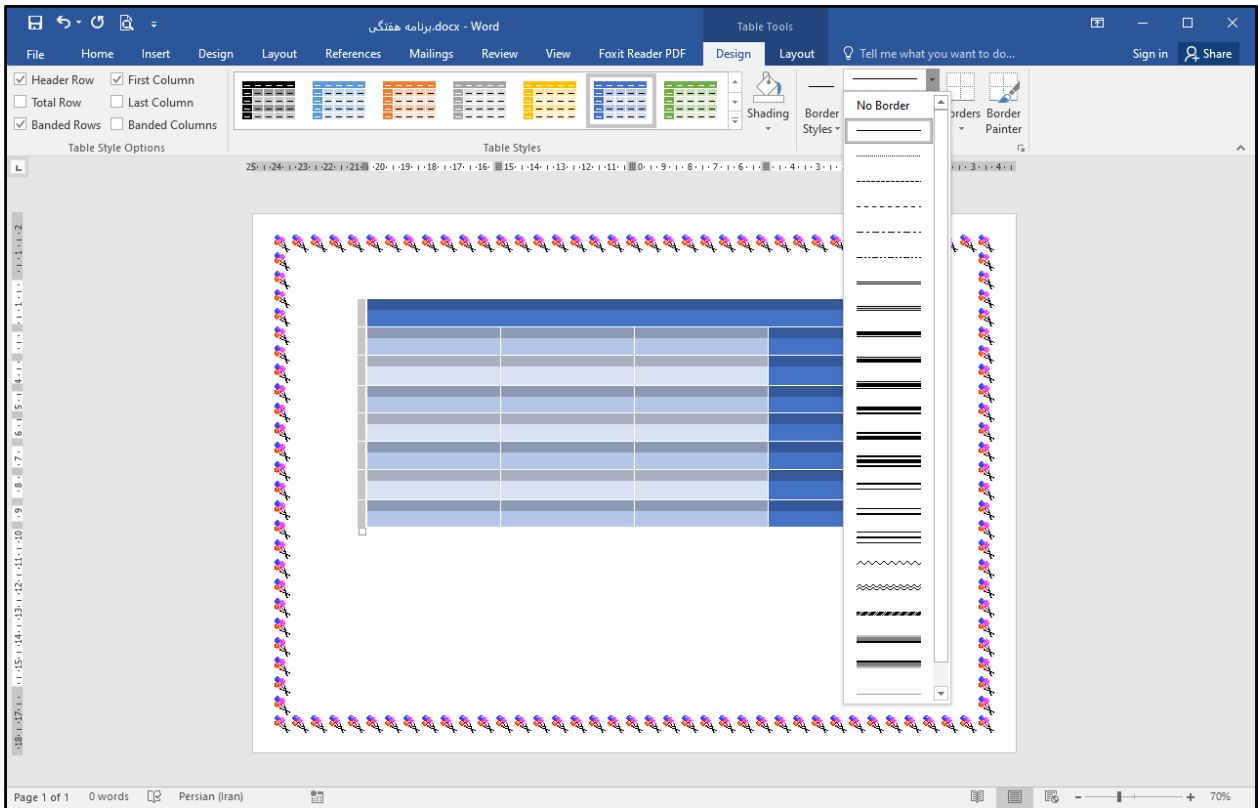 برنامه هفتگی.docx - Word
Table Tools
File Home Insert Design Layout References Mailings Review View Foxit Reader PDF Design Layout Tell me what you want to do... Sign in Share
Header Row First Column
Total Row Last Column
Banded Rows Banded Columns
Table Style Options
Table Styles
Shading
Border Styles
Border Painter
No Border
Page 1 of 1 0 words Persian (Iran) 70%